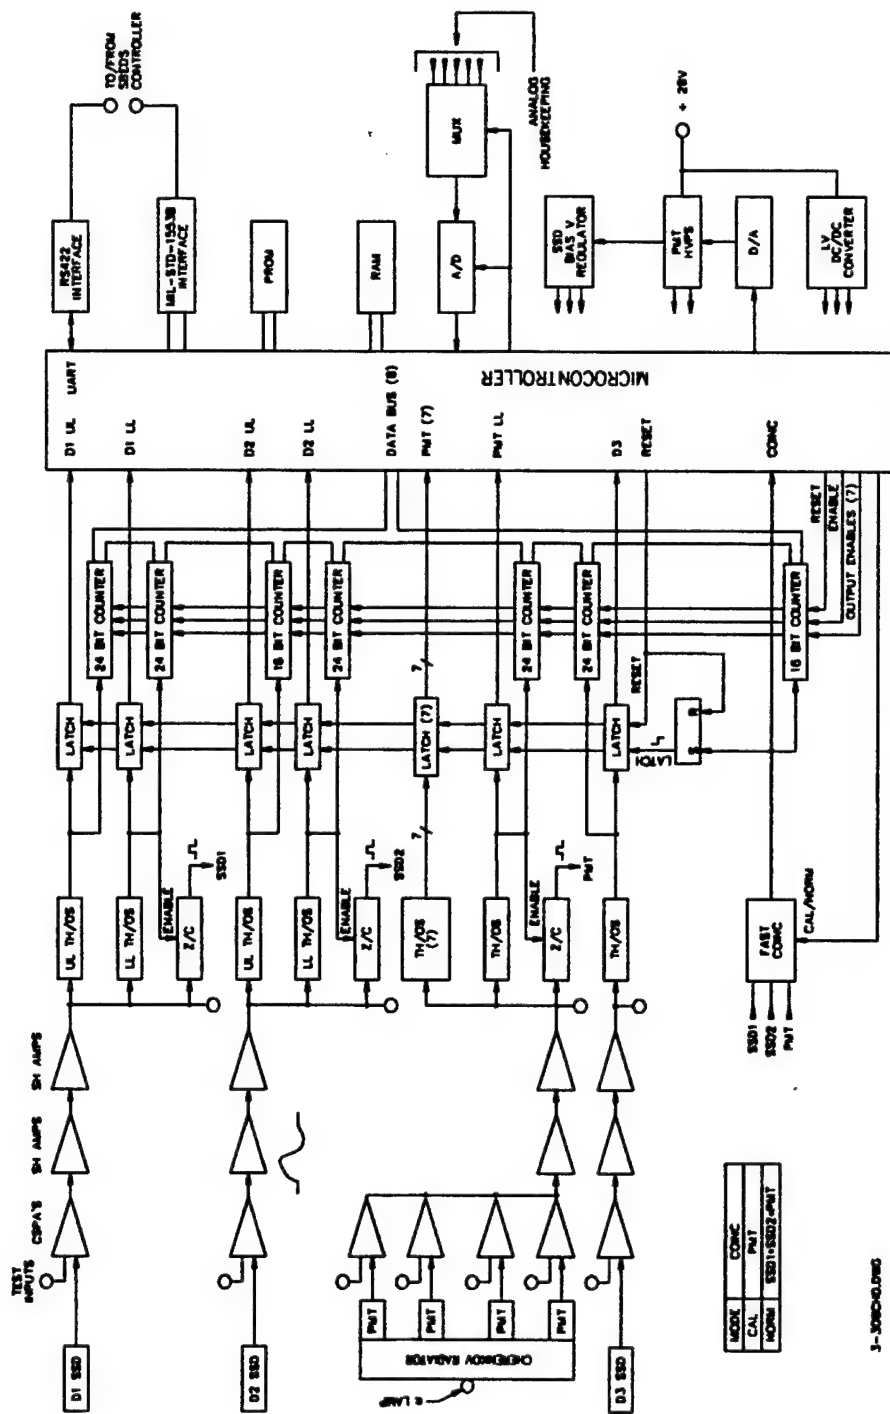 TEST
INPUTS
CSPA'S
SH AMPS
SH AMPS
D1 SSD
UL TH/OS
LATCH
D1 UL
UART
RS422
INTERFACE
TO/FROM
SBEDS
CONTROLLER
24 BIT COUNTER
LL TH/OS
LATCH
D1 LL
24 BIT COUNTER
ENABLE
Z/C
SSD1
MIL-STD-1553B
INTERFACE
D2 SSD
UL TH/OS
LATCH
D2 UL
16 BIT COUNTER
PROM
LL TH/OS
LATCH
D2 LL
24 BIT COUNTER
ENABLE
Z/C
SSD2
RAM
DATA BUS (8)
CHERENKOV RADIATOR
α LAMP
PMT
PMT
PMT
PMT
TH/OS
(7)
7
LATCH (7)
7
PMT (7)
A/D
MUX
ANALOG
HOUSEKEEPING
TH/OS
LATCH
PMT LL
24 BIT COUNTER
ENABLE
Z/C
PMT
MICROCONTROLLER
SSD
BIAS V
REGULATOR
D3 SSD
TH/OS
LATCH
D3
24 BIT COUNTER
RESET
RESET
LATCH
S
R
PMT
HVPS
+ 28V
D/A
SSD1
SSD2
PMT
FAST
COINC
CAL/NORM
COINC
16 BIT COUNTER
RESET
ENABLE
OUTPUT ENABLES (7)
LV
DC/DC
CONVERTER
MODE COINC
CAL PMT
NORM SSD1+SSD2+PMT